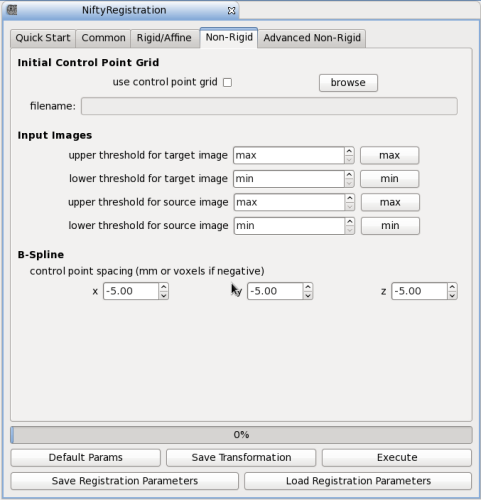 NiftyRegistration
Quick Start Common Rigid/Affine Non-Rigid Advanced Non-Rigid
Initial Control Point Grid
use control point grid browse
filename:
Input Images
upper threshold for target image max max
lower threshold for target image min min
upper threshold for source image max max
lower threshold for source image min min
B-Spline
control point spacing (mm or voxels if negative)
x -5.00 y -5.00 z -5.00
0%
Default Params Save Transformation Execute
Save Registration Parameters Load Registration Parameters